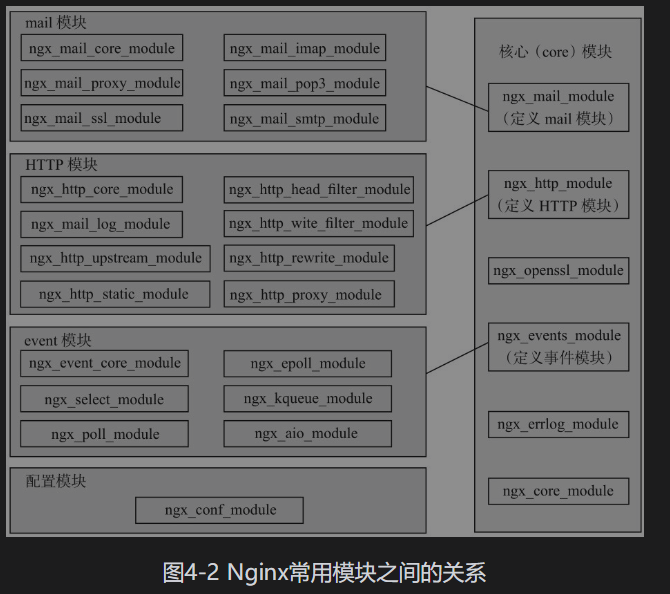 mail 模块
ngx_mail_core_module
ngx_mail_imap_module
ngx_mail_proxy_module
ngx_mail_pop3_module
ngx_mail_ssl_module
ngx_mail_smtp_module
HTTP 模块
ngx_http_core_module
ngx_http_head_filter_module
ngx_mail_log_module
ngx_http_wite_filter_module
ngx_http_upstream_module
ngx_http_rewrite_module
ngx_http_static_module
ngx_http_proxy_module
event 模块
ngx_event_core_module
ngx_epoll_module
ngx_select_module
ngx_kqueue_module
ngx_poll_module
ngx_aio_module
配置模块
ngx_conf_module
核心（core）模块
ngx_mail_module
（定义 mail 模块）
ngx_http_module
（定义 HTTP 模块）
ngx_openssl_module
ngx_events_module
（定义事件模块）
ngx_errlog_module
ngx_core_module
图4-2 Nginx常用模块之间的关系